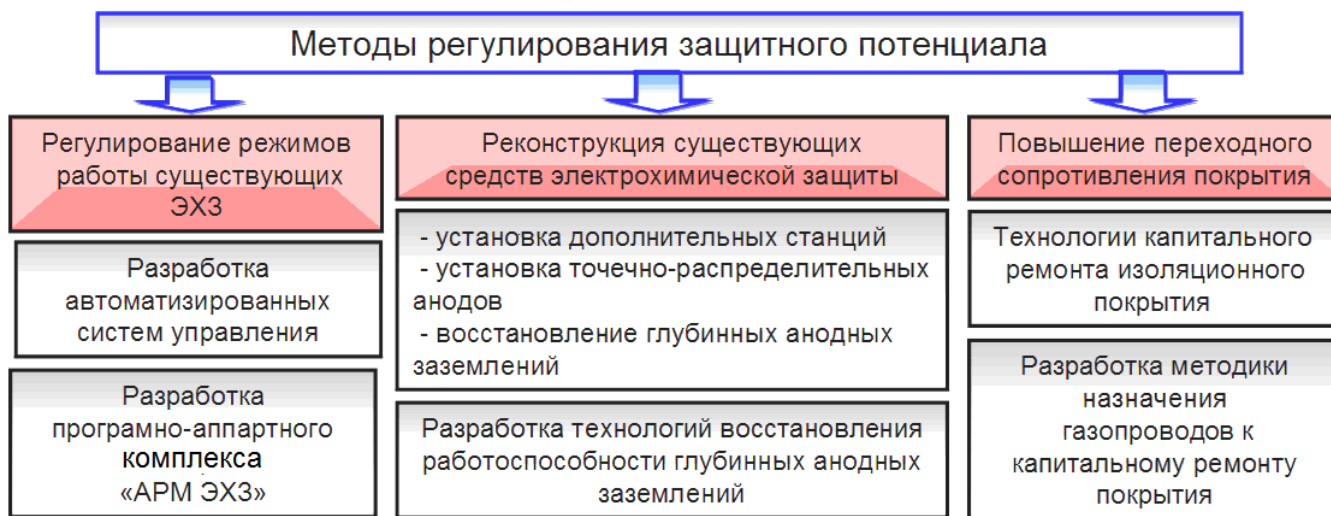 Методы регулирования защитного потенциала
Регулирование режимов
работы существующих
ЭХЗ
Разработка
автоматизированных
систем управления
Разработка
програмно-аппартного
комплекса
«АРМ ЭХЗ»
Реконструкция существующих
средств электрохимической защиты
- установка дополнительных станций
- установка точечно-распределительных
анодов
- восстановление глубинных анодных
заземлений
Разработка технологий восстановления
работоспособности глубинных анодных
заземлений
Повышение переходного
сопротивления покрытия
Технологии капитального
ремонта изоляционного
покрытия
Разработка методики
назначения
газопроводов к
капитальному ремонту
покрытия